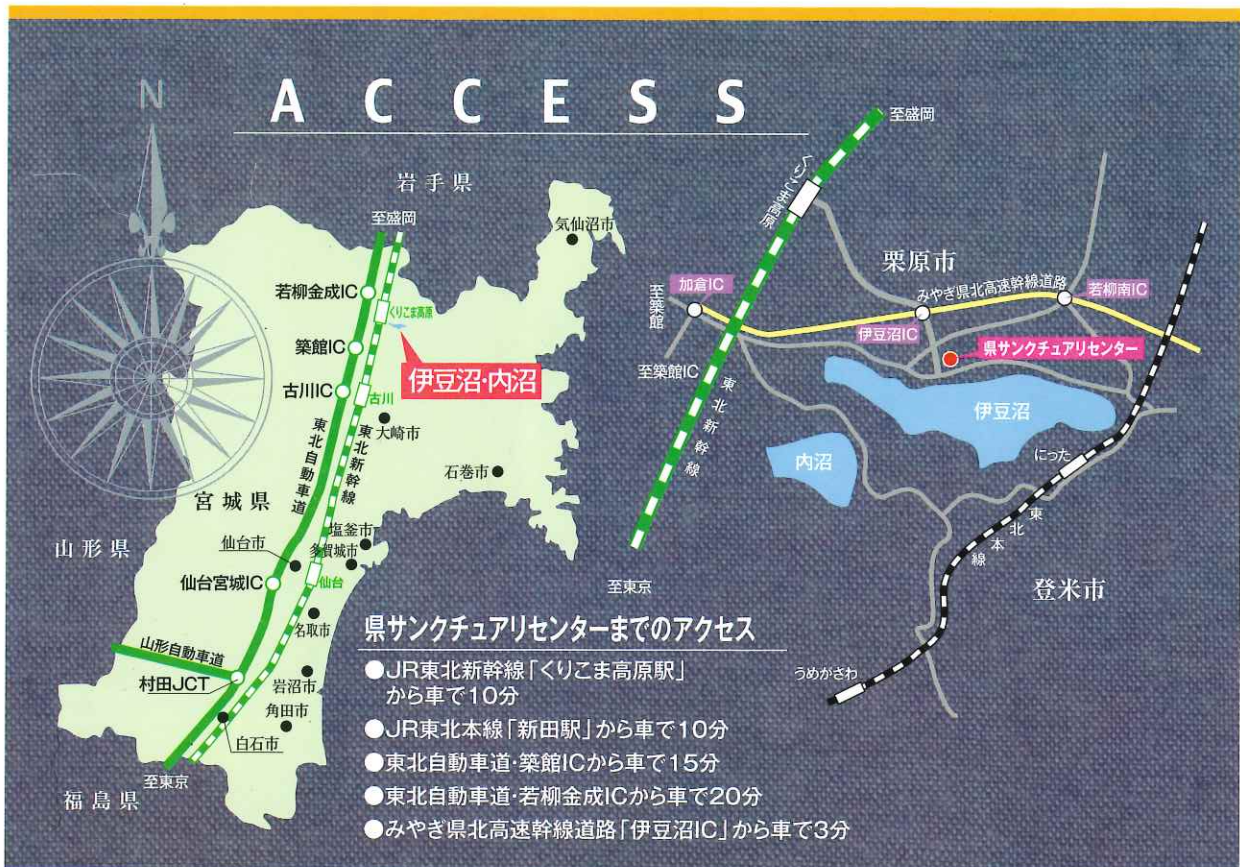 ACCESS
N
岩手県
至盛岡
気仙沼市
若柳金成IC
くりこま高原
築館IC
伊豆沼・内沼
古川IC
古川
大崎市
東北自動車道
東北新幹線
石巻市
宮城県
塩釜市
山形県
仙台市
多賀城市
仙台宮城IC
仙台
名取市
山形自動車道
村田JCT
岩沼市
角田市
白石市
至東京
福島県
至盛岡
くりこま高原
栗原市
加倉IC
みやぎ県北高速幹線道路
若柳南IC
至築館
伊豆沼IC
県サンクチュアリセンター
至築館IC
東北新幹線
伊豆沼
内沼
にった
東北本線
至東京
登米市
うめがさわ
県サンクチュアリセンターまでのアクセス
●JR東北新幹線「くりこま高原駅」
から車で10分
●JR東北本線「新田駅」から車で10分
●東北自動車道・築館ICから車で15分
●東北自動車道・若柳金成ICから車で20分
●みやぎ県北高速幹線道路「伊豆沼IC」から車で3分